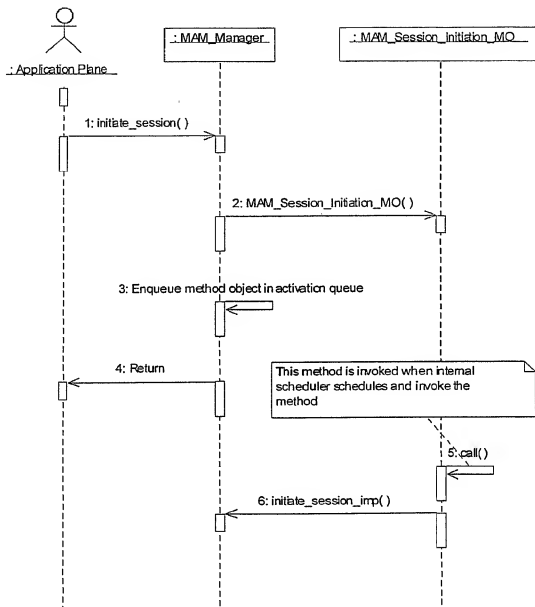 : MAM_Manager
: MAM_Session_Initiation_MO
: Application Plane
1: initiate_session( )
2: MAM_Session_Initiation_MO( )
3: Enqueue method object in activation queue
4: Return
This method is invoked when internal
scheduler schedules and invoke the
method
5: call( )
6: initiate_session_imp( )